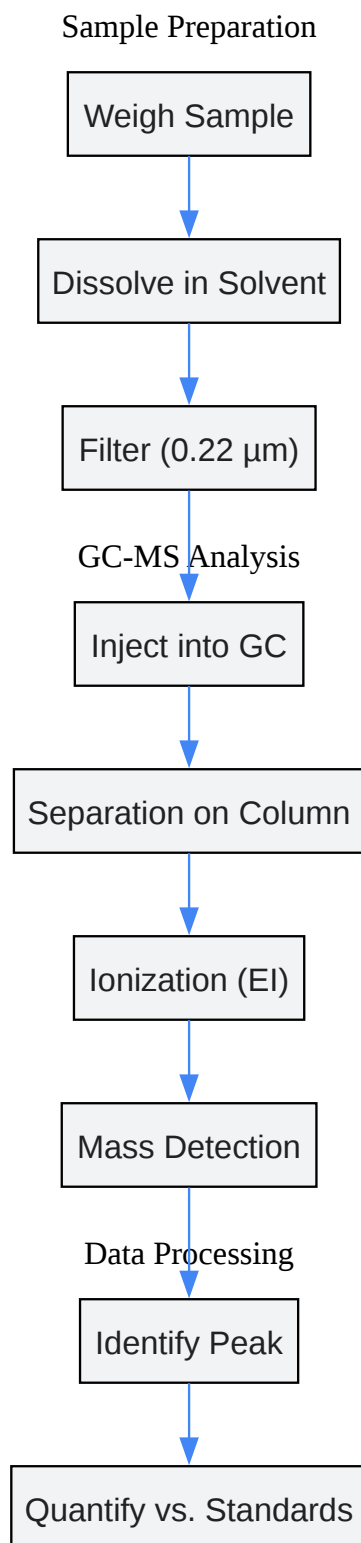 Sample Preparation
Weigh Sample
Dissolve in Solvent
Filter (0.22 µm)
GC-MS Analysis
Inject into GC
Separation on Column
Ionization (EI)
Mass Detection
Data Processing
Identify Peak
Quantify vs. Standards